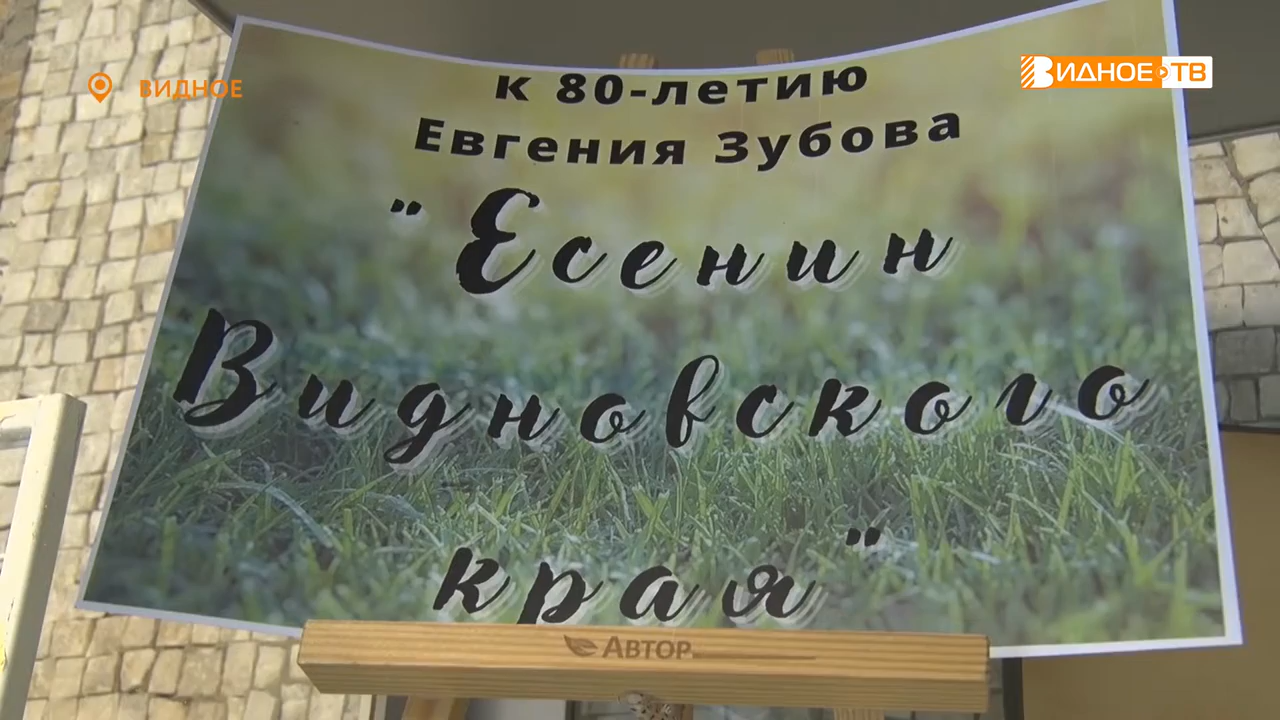 ВИДНОЕ
ВИДНОЕ ТВ
к 80-летию
Евгения Зубова
"Есенин
Видновского
края"
Автор